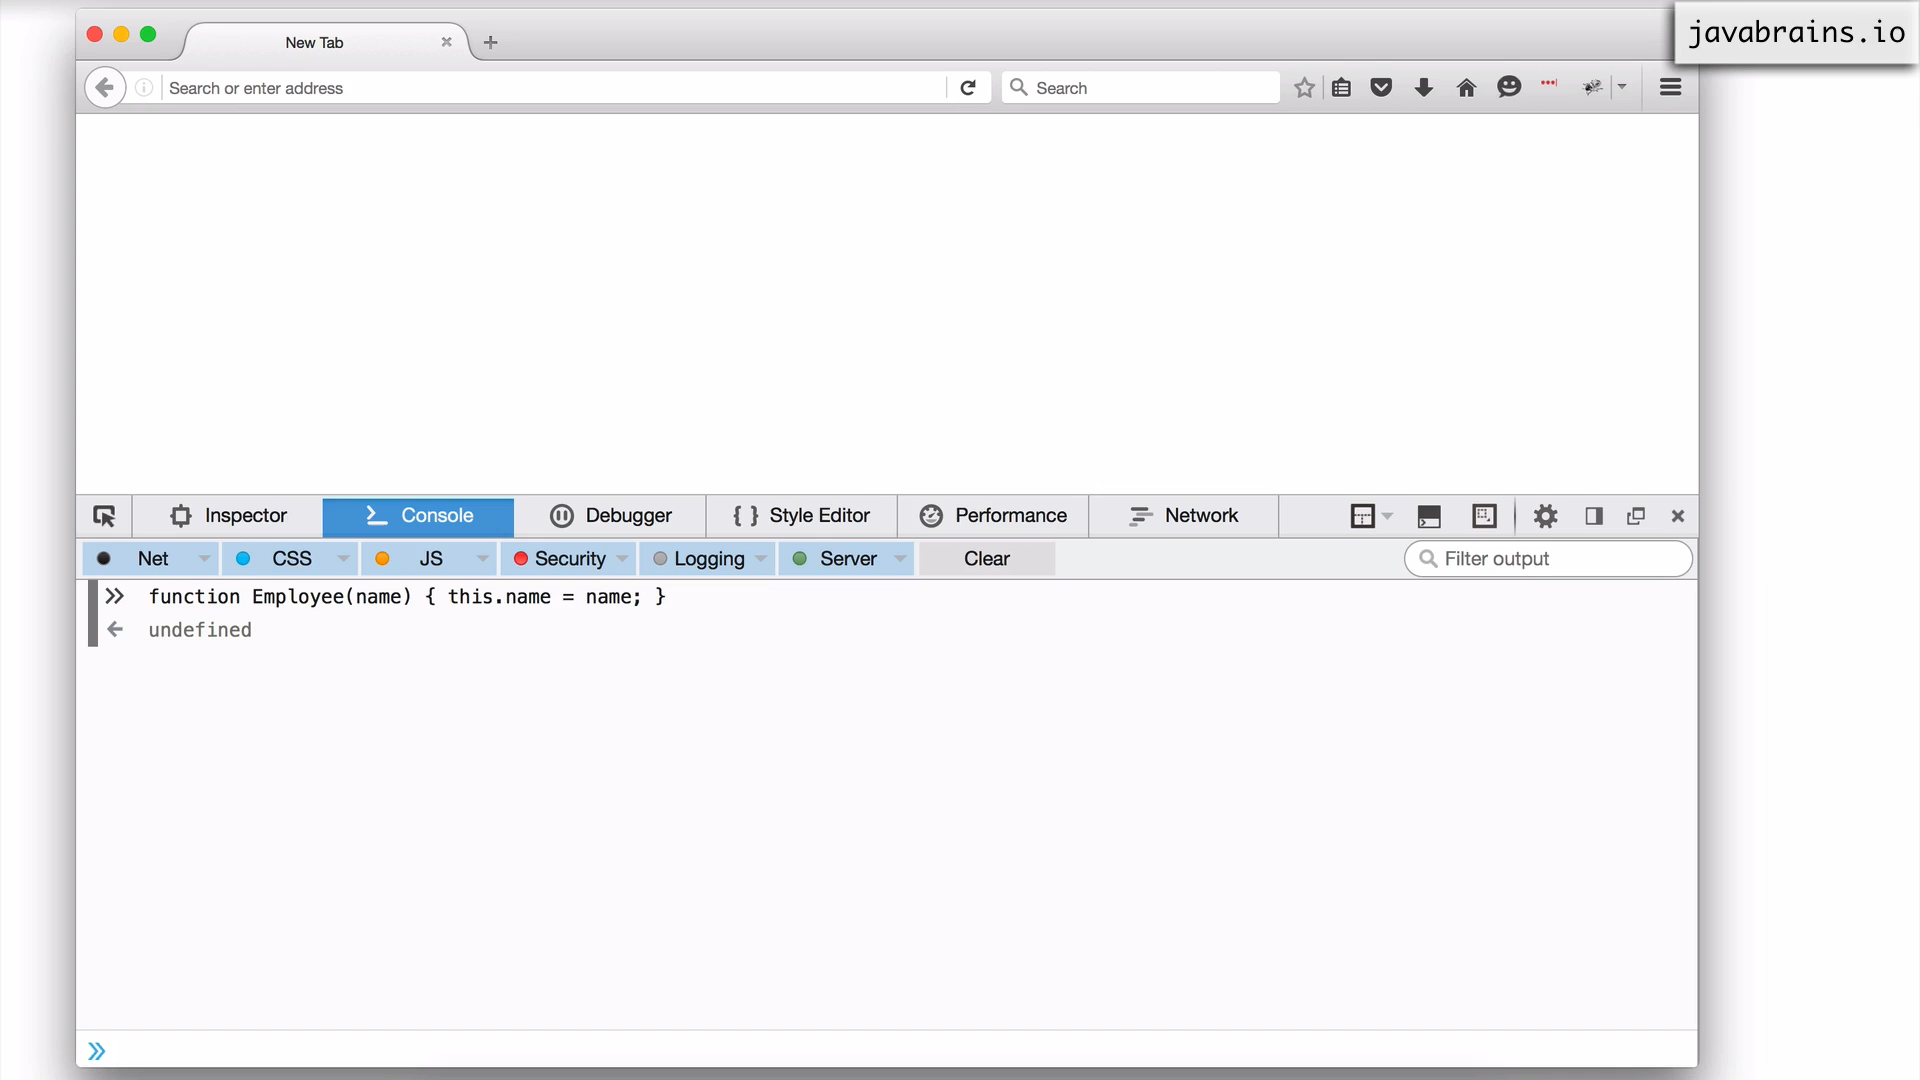 javabrains.io
New Tab
Search or enter address
Search
Inspector
Console
Debugger
{ } Style Editor
Performance
Network
Net
CSS
JS
Security
Logging
Server
Clear
Filter output
function Employee(name) { this.name = name; }
undefined